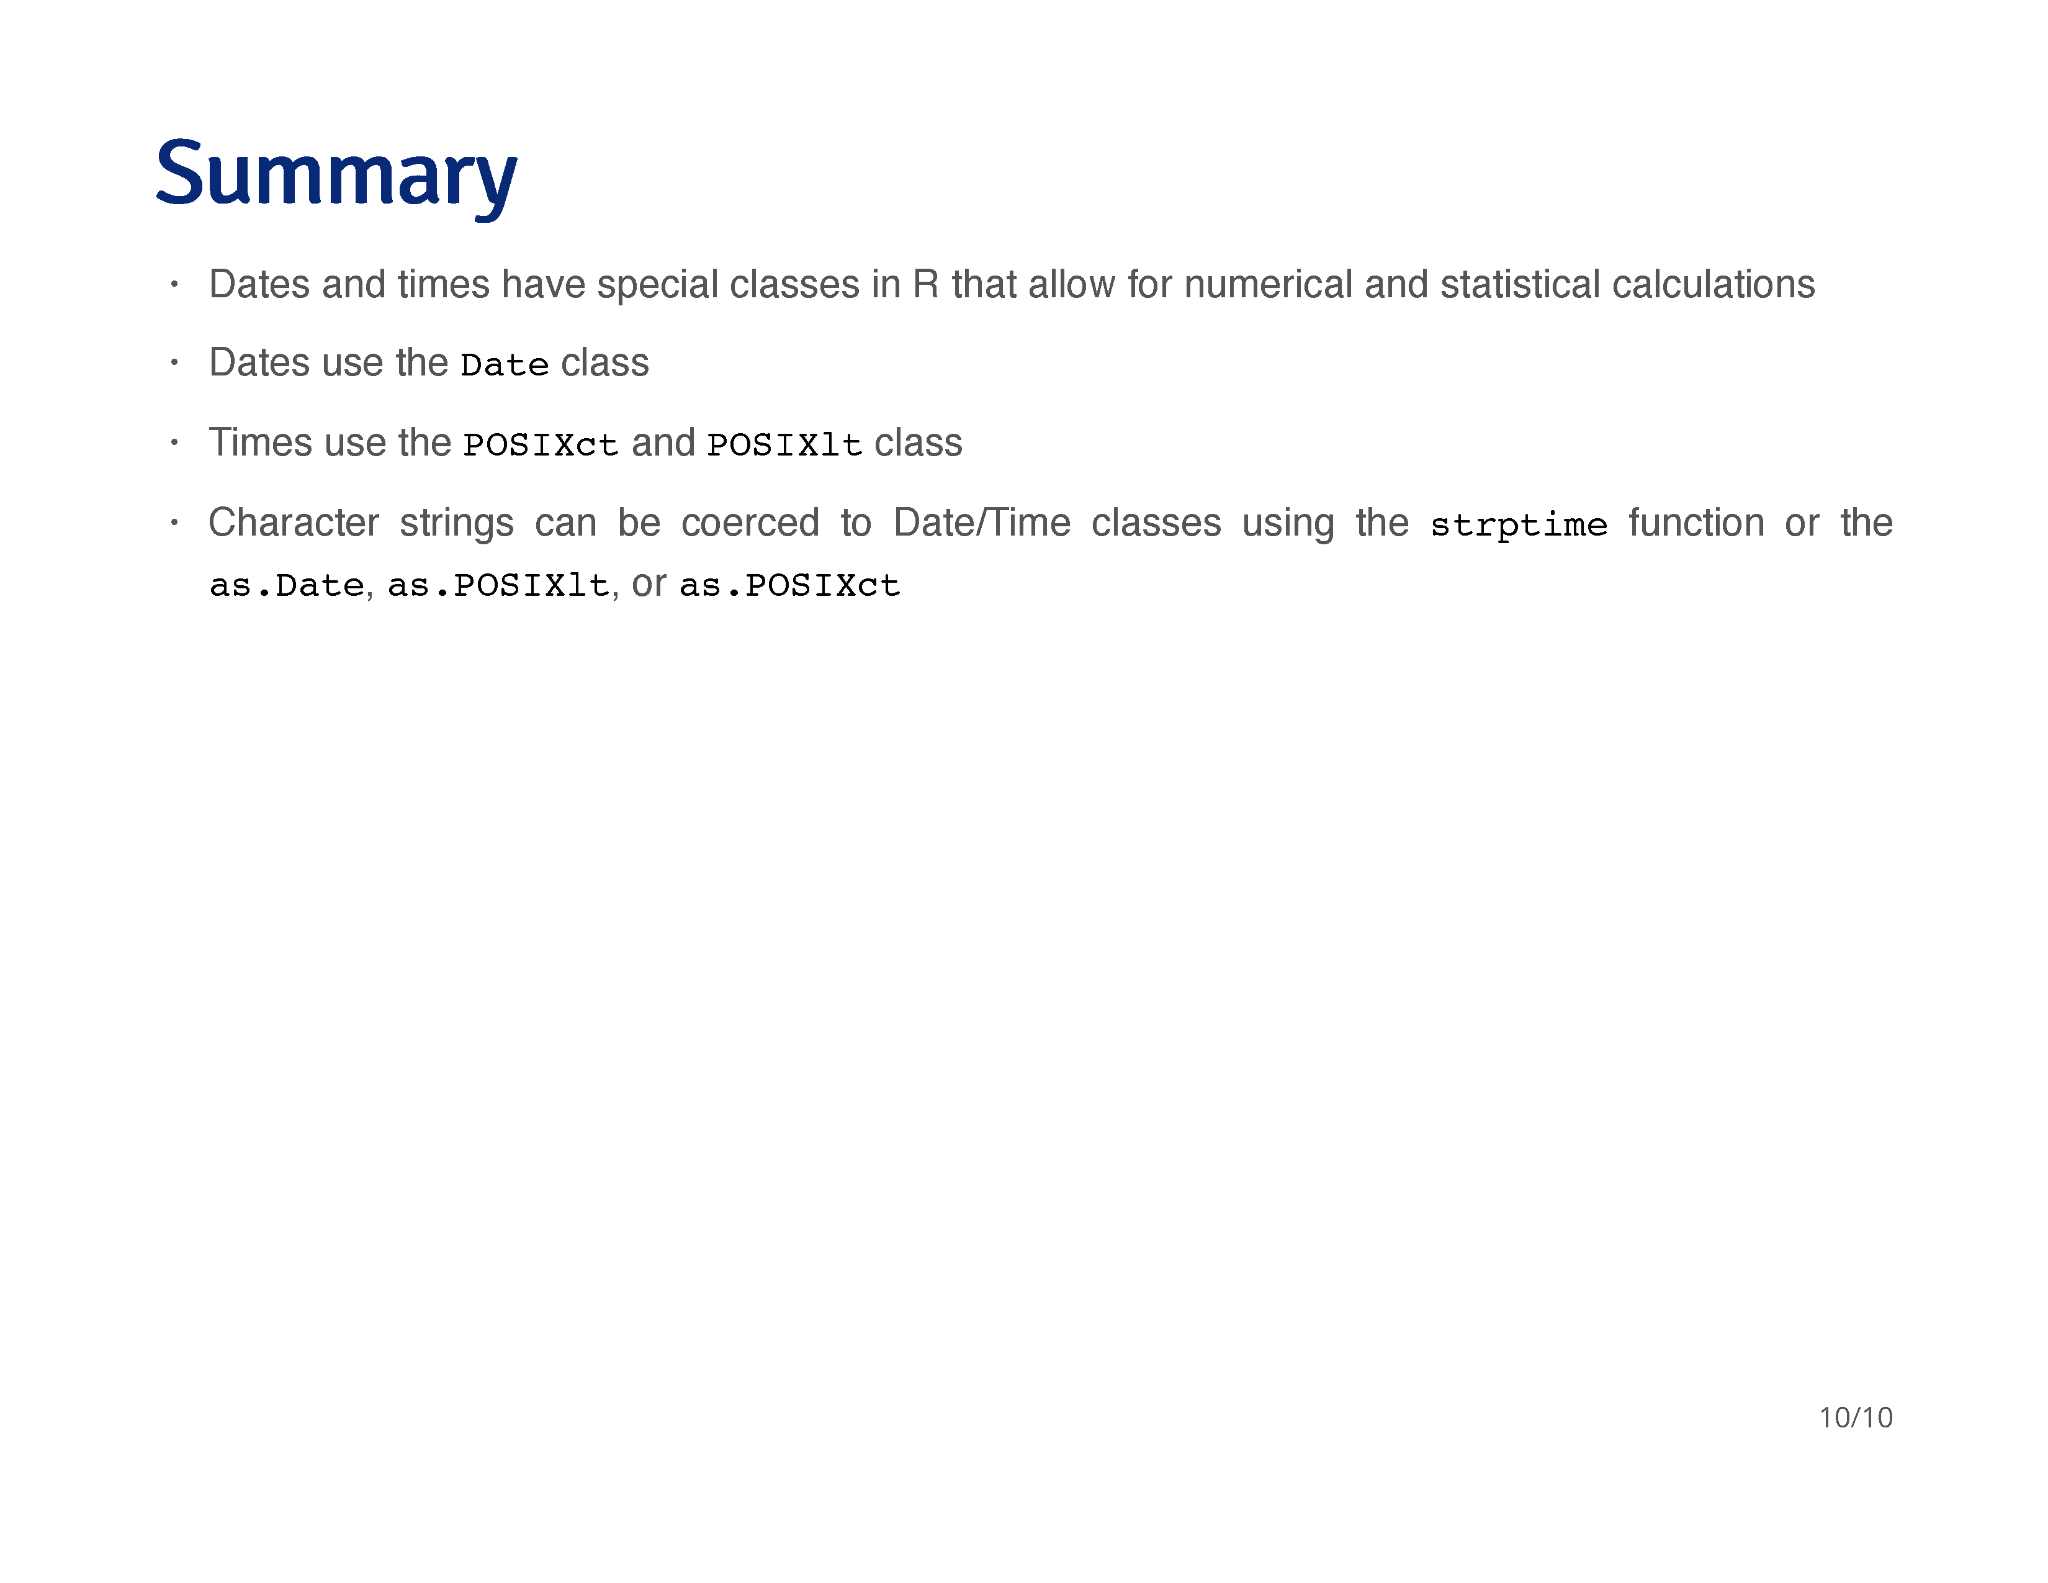 Summary
· Dates and times have special classes in R that allow for numerical and statistical calculations
· Dates use the Date class
· Times use the POSIXct and POSIXlt class
· Character strings can be coerced to Date/Time classes using the strptime function or the
as.Date, as.POSIXlt, or as.POSIXct
10/10